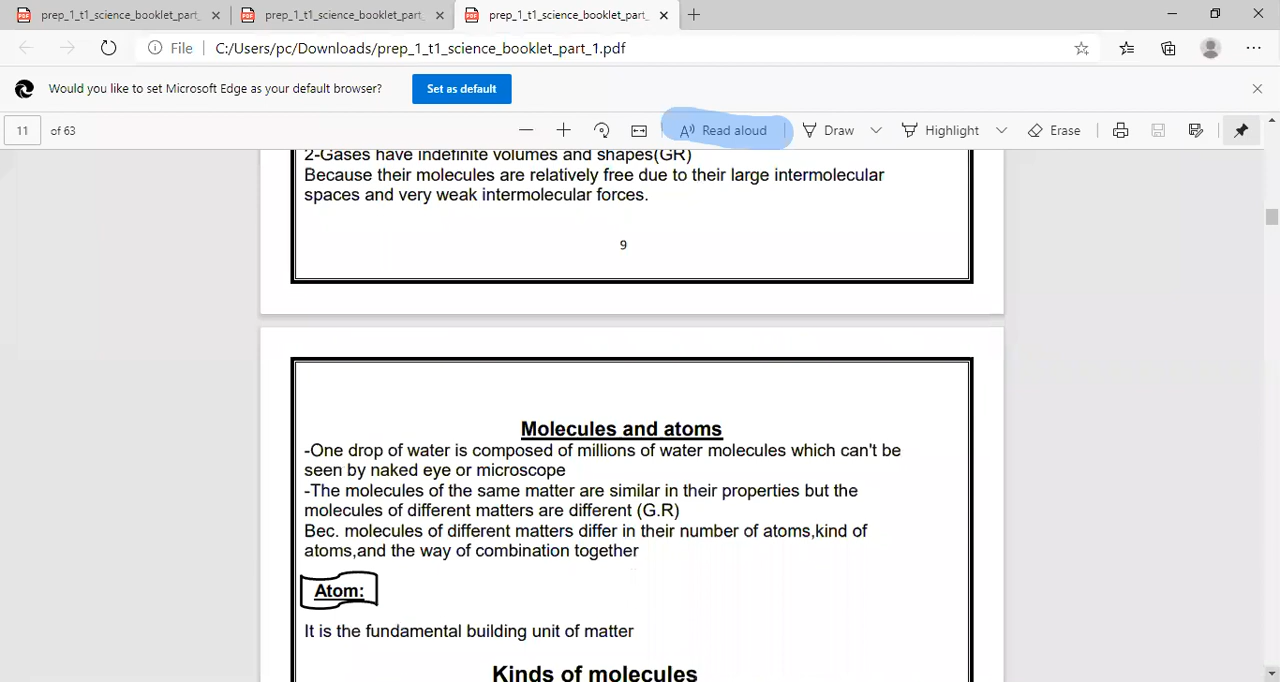 prep_1_t1_science_booklet_part_
prep_1_t1_science_booklet_part_
prep_1_t1_science_booklet_part_
File C:/Users/pc/Downloads/prep_1_t1_science_booklet_part_1.pdf
Would you like to set Microsoft Edge as your default browser? Set as default
11 of 63 Read aloud Draw Highlight Erase
2-Gases have indefinite volumes and shapes(GR)
Because their molecules are relatively free due to their large intermolecular
spaces and very weak intermolecular forces.
9
Molecules and atoms
-One drop of water is composed of millions of water molecules which can't be
seen by naked eye or microscope
-The molecules of the same matter are similar in their properties but the
molecules of different matters are different (G.R)
Bec. molecules of different matters differ in their number of atoms,kind of
atoms,and the way of combination together
Atom:
It is the fundamental building unit of matter
Kinds of molecules